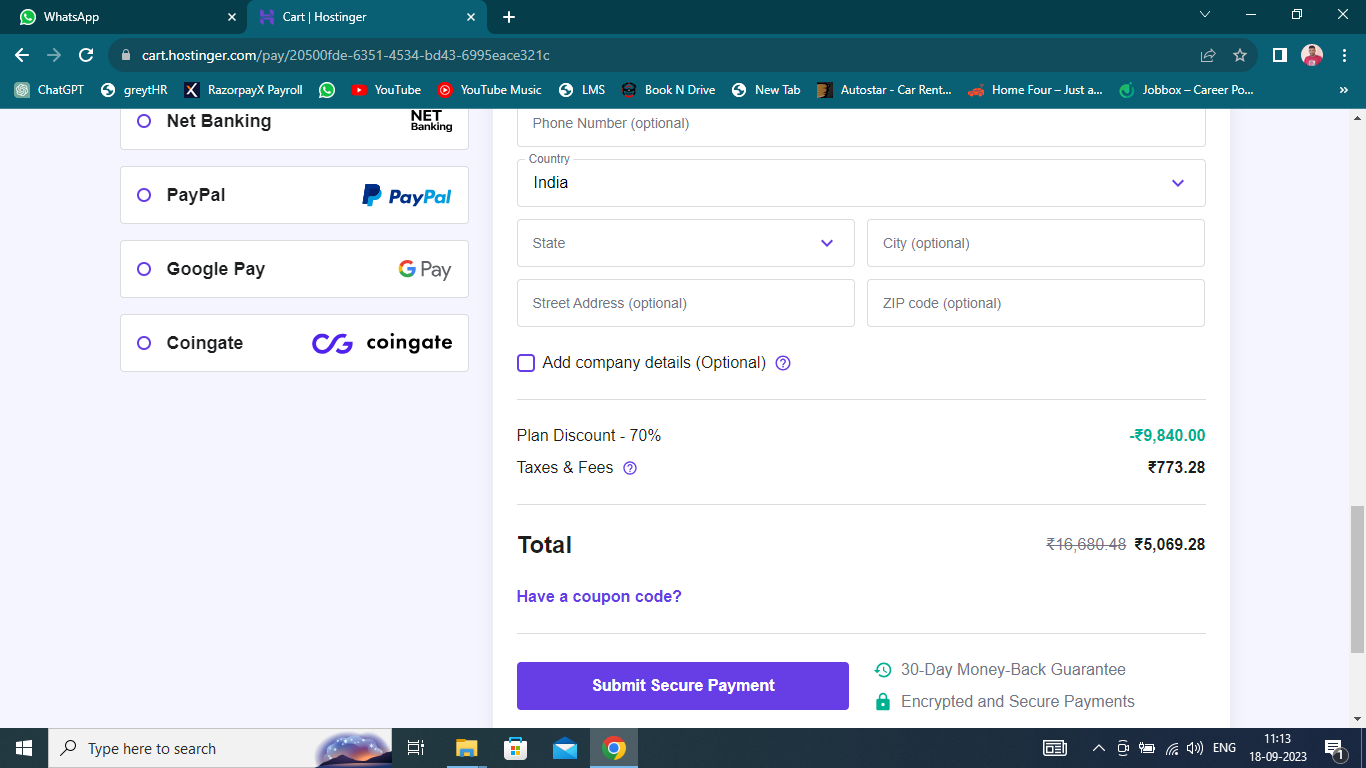 WhatsApp
Cart | Hostinger
cart.hostinger.com/pay/20500fde-6351-4534-bd43-6995eace321c
ChatGPT
greytHR
RazorpayX Payroll
YouTube
YouTube Music
LMS
Book N Drive
New Tab
Autostar - Car Rent...
Home Four – Just a...
Jobbox – Career Po...
»
Net Banking
NET
Banking
PayPal
PayPal
Google Pay
G Pay
Coingate
coingate
Phone Number (optional)
Country
India
State
City (optional)
Street Address (optional)
ZIP code (optional)
Add company details (Optional)
Plan Discount - 70% -₹9,840.00
Taxes & Fees ₹773.28
Total ₹16,680.48 ₹5,069.28
Have a coupon code?
Submit Secure Payment
30-Day Money-Back Guarantee
Encrypted and Secure Payments
Type here to search
ENG
11:13
18-09-2023
1